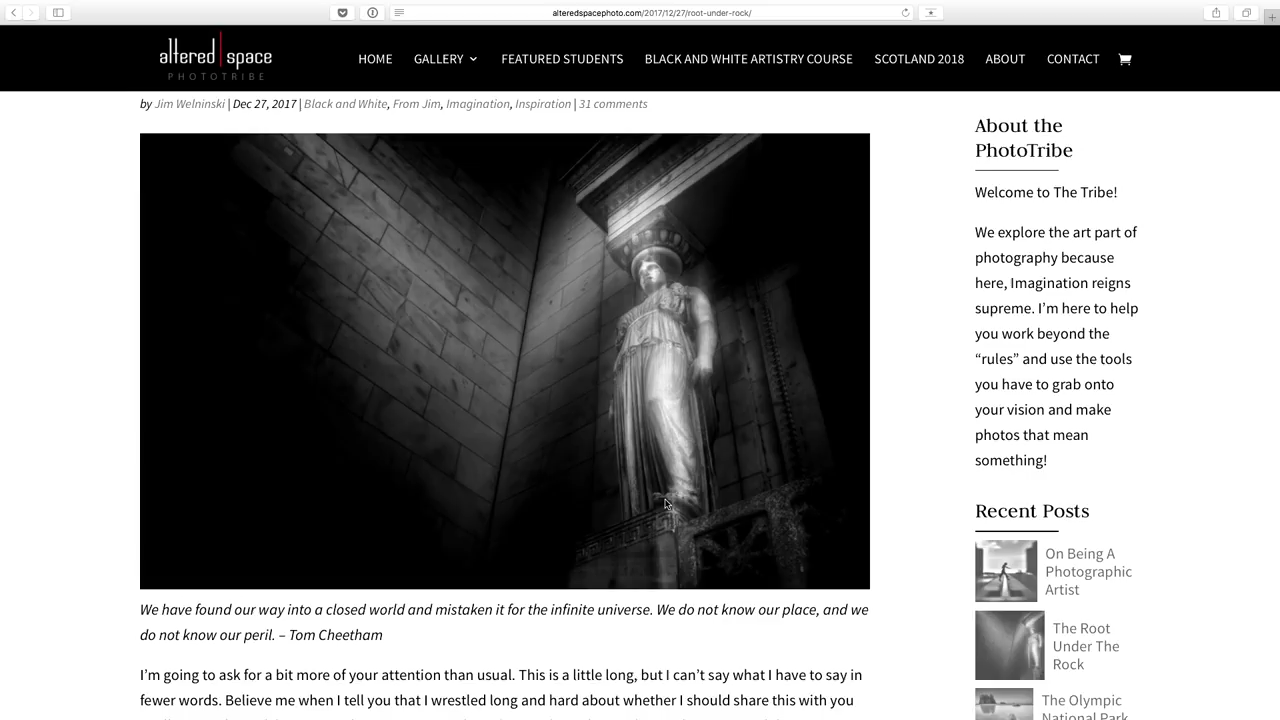 alteredspacephoto.com/2017/12/27/root-under-rock/
altered space
PHOTOTRIBE
HOME GALLERY FEATURED STUDENTS BLACK AND WHITE ARTISTRY COURSE SCOTLAND 2018 ABOUT CONTACT
by Jim Welninski | Dec 27, 2017 | Black and White, From Jim, Imagination, Inspiration | 31 comments
We have found our way into a closed world and mistaken it for the infinite universe. We do not know our place, and we
do not know our peril. – Tom Cheetham
I’m going to ask for a bit more of your attention than usual. This is a little long, but I can’t say what I have to say in
fewer words. Believe me when I tell you that I wrestled long and hard about whether I should share this with you
About the
PhotoTribe
Welcome to The Tribe!
We explore the art part of
photography because
here, Imagination reigns
supreme. I’m here to help
you work beyond the
“rules” and use the tools
you have to grab onto
your vision and make
photos that mean
something!
Recent Posts
On Being A
Photographic
Artist
The Root
Under The
Rock
The Olympic
National Park